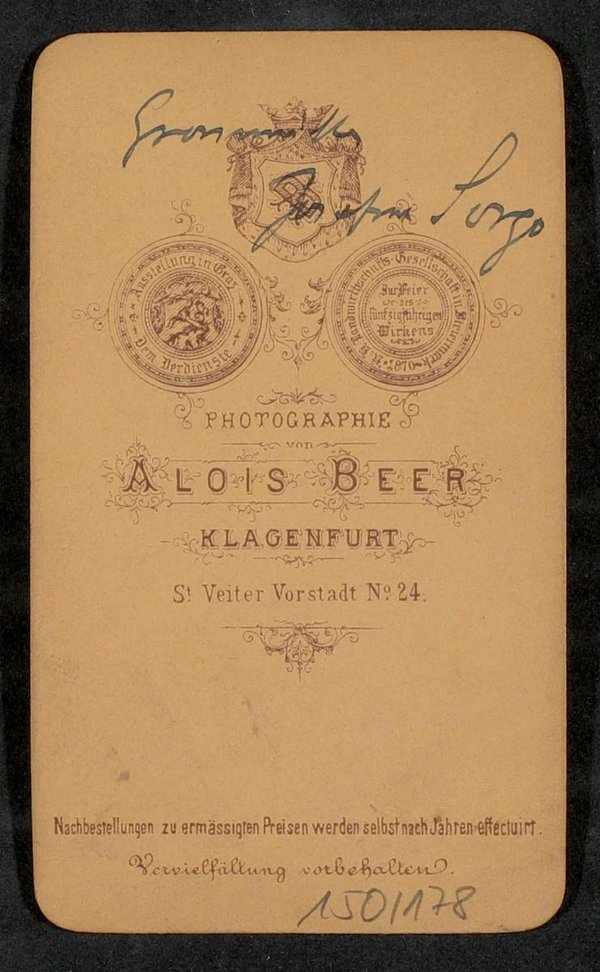 Grossmutter
Josefine Sorgo
Ausstellung in Graz
Dem Verdienste
K. K. Landwirthschafts-Gesellschaft in Steiermark
1870
Zur Feier
des
fünfzigjährigen
Wirkens
PHOTOGRAPHIE
von
ALOIS BEER
KLAGENFURT
St Veiter Vorstadt No 24.
Nachbestellungen zu ermässigten Preisen werden selbst nach Jahren effectuirt.
Vervielfältung vorbehalten.
1501178